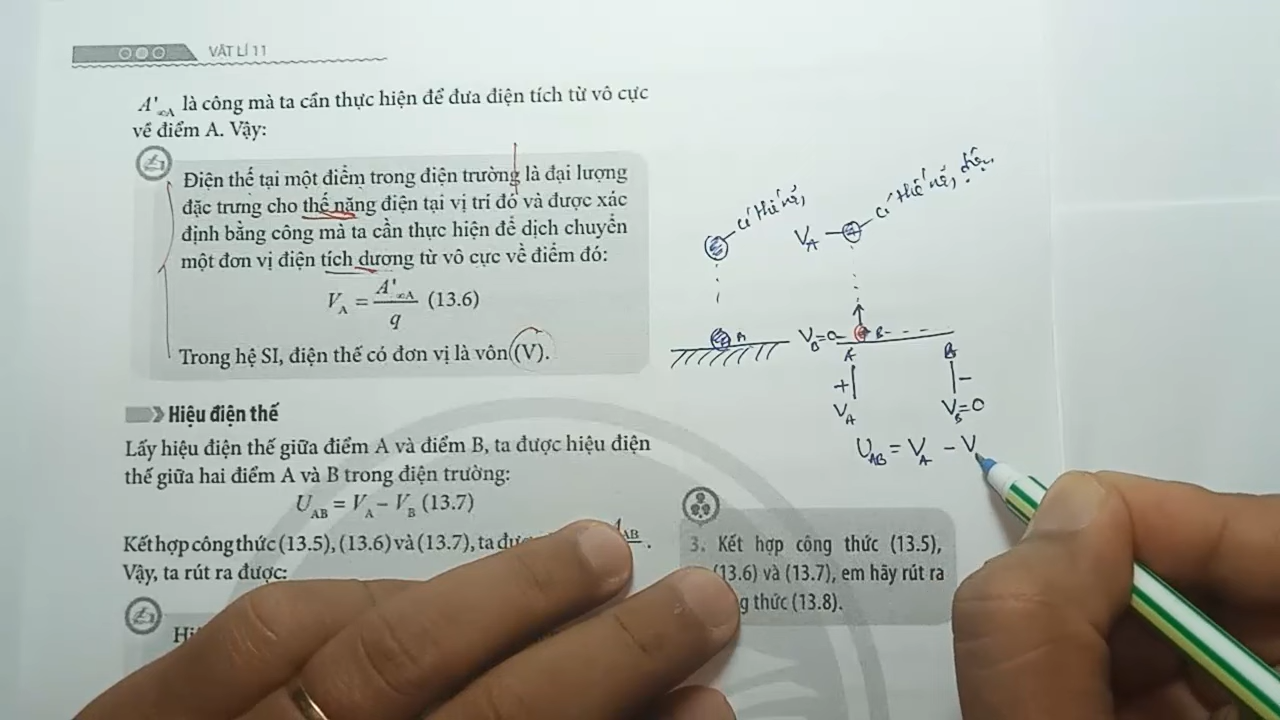 VẬT LÍ 11
A'∞A là công mà ta cần thực hiện để đưa điện tích từ vô cực
về điểm A. Vậy:
Điện thế tại một điểm trong điện trường là đại lượng
đặc trưng cho thế năng điện tại vị trí đó và được xác
định bằng công mà ta cần thực hiện để dịch chuyển
một đơn vị điện tích dương từ vô cực về điểm đó:
V_A = A'∞A / q (13.6)
Trong hệ SI, điện thế có đơn vị là vôn (V).
Hiệu điện thế
Lấy hiệu điện thế giữa điểm A và điểm B, ta được hiệu điện
thế giữa hai điểm A và B trong điện trường:
U_AB = V_A – V_B (13.7)
Kết hợp công thức (13.5), (13.6) và (13.7), ta đượ
Vậy, ta rút ra được:
3. Kết hợp công thức (13.5),
(13.6) và (13.7), em hãy rút ra
g thức (13.8).
có thế năng
V_A
có thế năng điện
V_B=0
B
A
B
+
–
V_A
V_B=0
U_AB = V_A – V